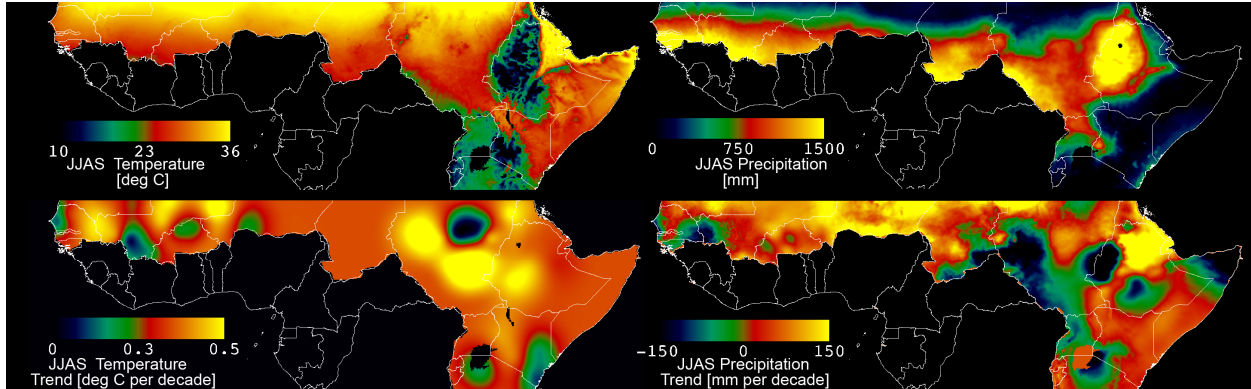 10 23 36
JJAS Temperature
[deg C]
0 750 1500
JJAS Precipitation
[mm]
0 0.3 0.5
JJAS Temperature
Trend [deg C per decade]
-150 0 150
JJAS Precipitation
Trend [mm per decade]